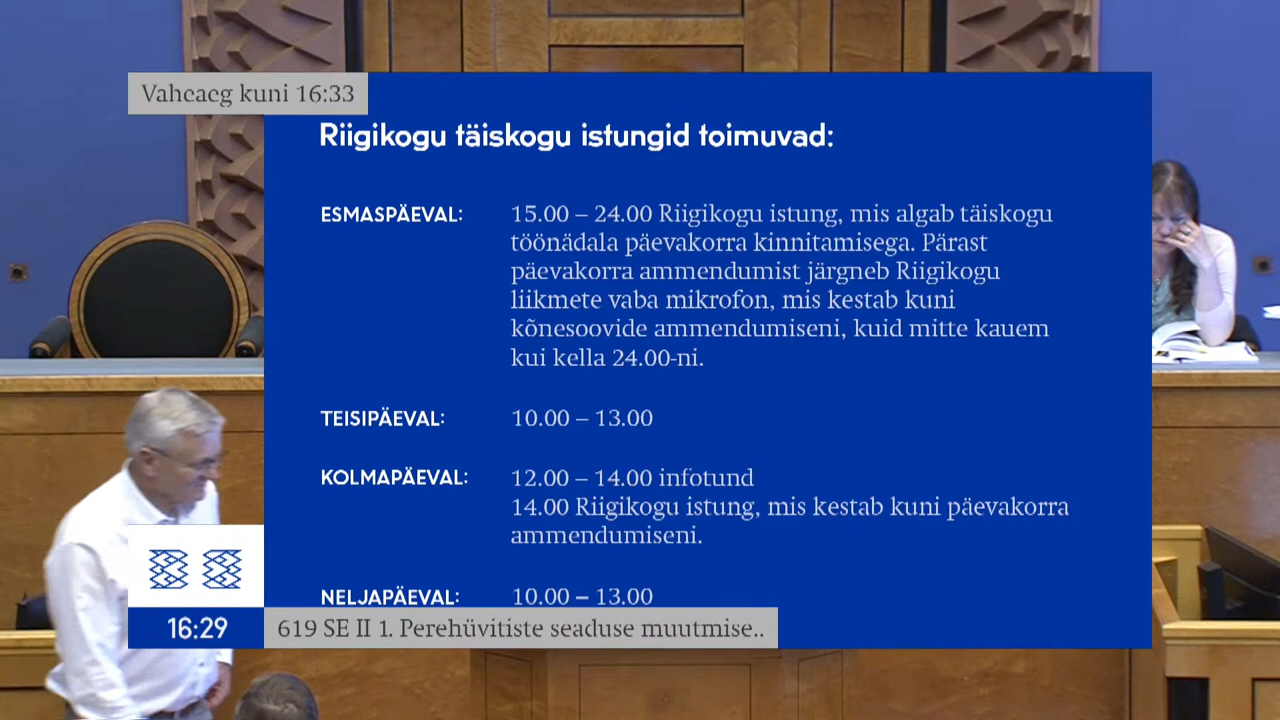 Vaheaeg kuni 16:33
Riigikogu täiskogu istungid toimuvad:
ESMASPÄEVAL:
15.00 – 24.00 Riigikogu istung, mis algab täiskogu
töönädala päevakorra kinnitamisega. Pärast
päevakorra ammendumist järgneb Riigikogu
liikmete vaba mikrofon, mis kestab kuni
kõnesoovide ammendumiseni, kuid mitte kauem
kui kella 24.00-ni.
TEISIPÄEVAL:
10.00 – 13.00
KOLMAPÄEVAL:
12.00 – 14.00 infotund
14.00 Riigikogu istung, mis kestab kuni päevakorra
ammendumiseni.
NELJAPÄEVAL:
10.00 – 13.00
16:29
619 SE II 1. Perehüvitiste seaduse muutmise..